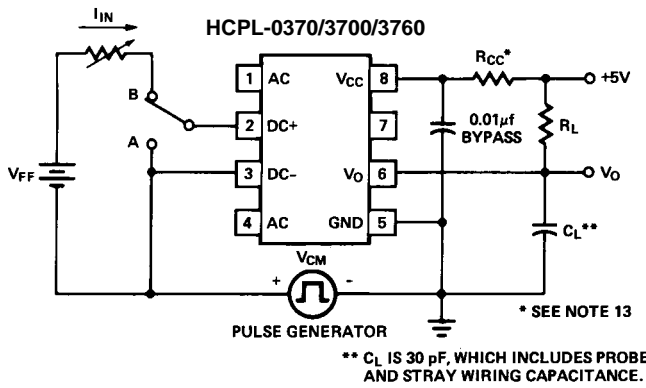 I_IN
HCPL-0370/3700/3760
R_CC*
1 AC
V_CC 8
+5V
B
2 DC+
7
0.01µf
BYPASS
R_L
A
V_FF
3 DC-
V_O 6
V_O
4 AC
GND 5
C_L**
V_CM
+ -
PULSE GENERATOR
* SEE NOTE 13
** C_L IS 30 pF, WHICH INCLUDES PROBE
AND STRAY WIRING CAPACITANCE.